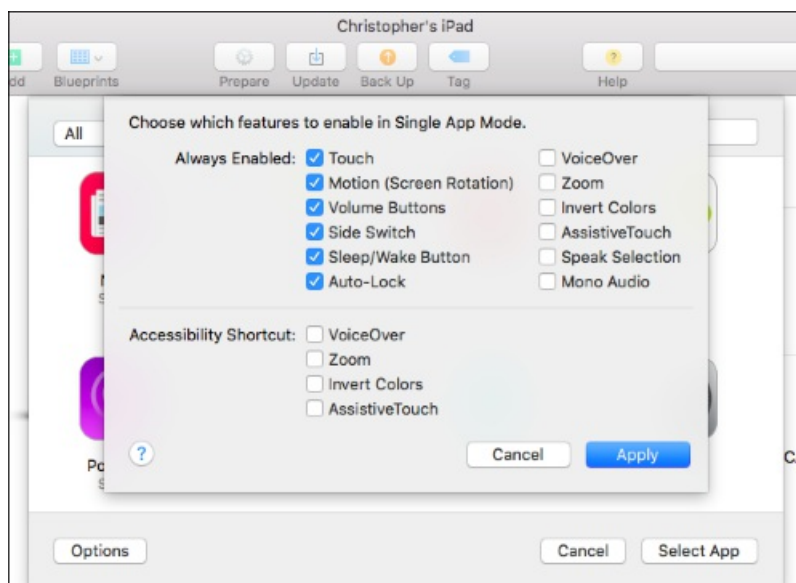 Christopher's iPad
dd Blueprints Prepare Update Back Up Tag Help
Choose which features to enable in Single App Mode.
All
Always Enabled: Touch VoiceOver
Motion (Screen Rotation) Zoom
Volume Buttons Invert Colors
Side Switch AssistiveTouch
Sleep/Wake Button Speak Selection
Auto-Lock Mono Audio
Accessibility Shortcut: VoiceOver
Zoom
Invert Colors
AssistiveTouch
? Cancel Apply
Options Cancel Select App